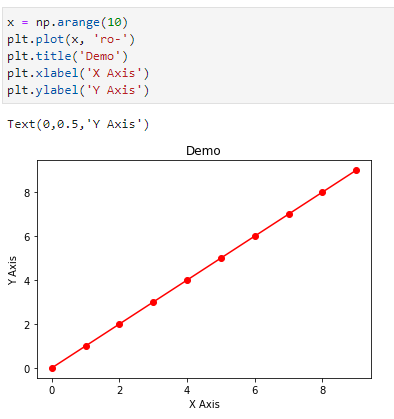 x = np.arange(10)
plt.plot(x, 'ro-')
plt.title('Demo')
plt.xlabel('X Axis')
plt.ylabel('Y Axis')
Text(0,0.5,'Y Axis')
Demo
8
6
4
2
0
Y Axis
0 2 4 6 8
X Axis